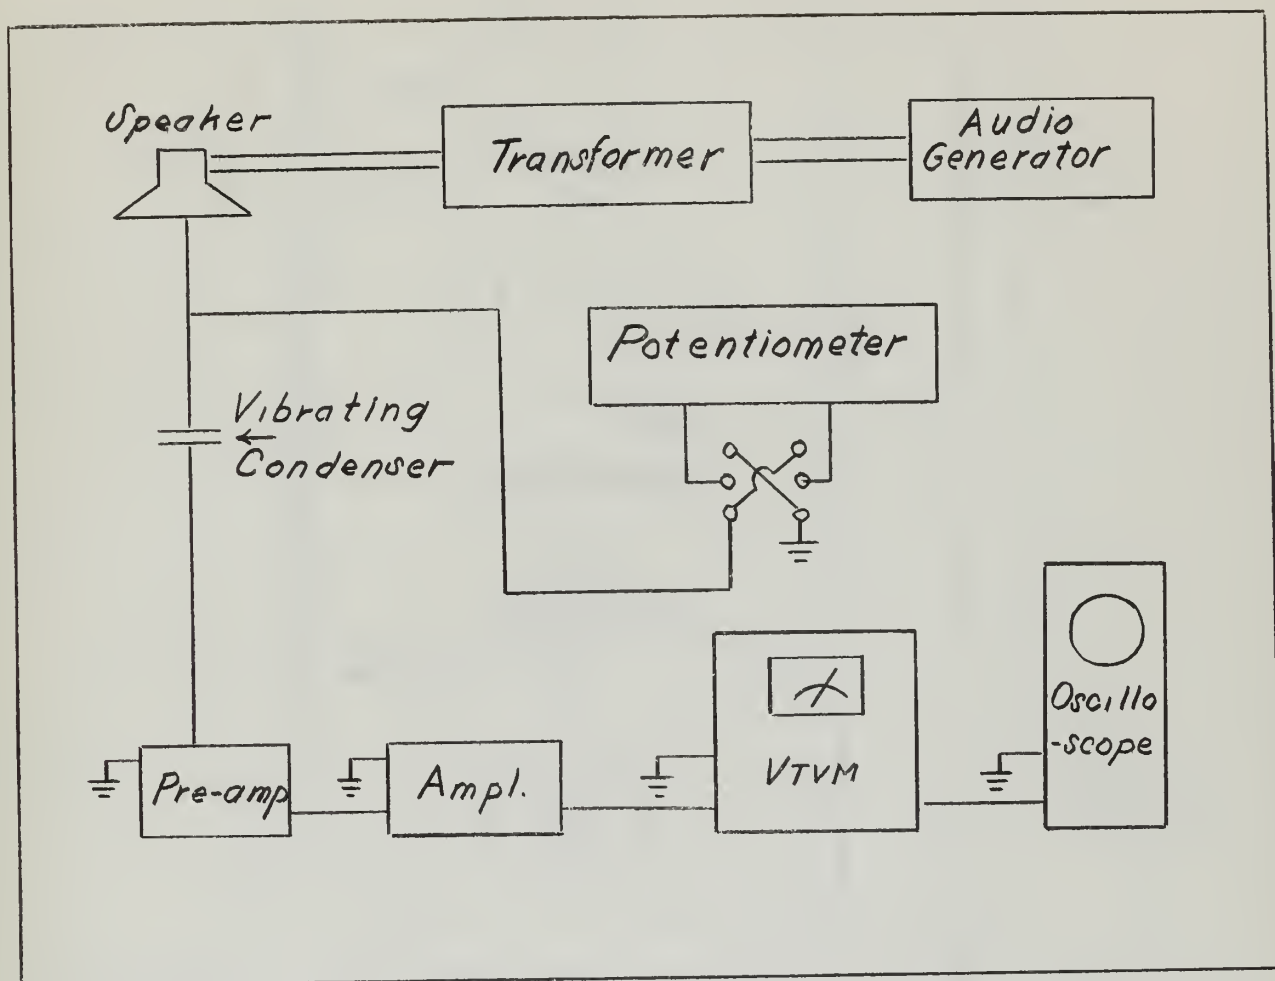 Speaker
Transformer
Audio
Generator
Potentiometer
Vibrating
Condenser
Oscillo
-scope
Pre-amp
Ampl.
VTVM